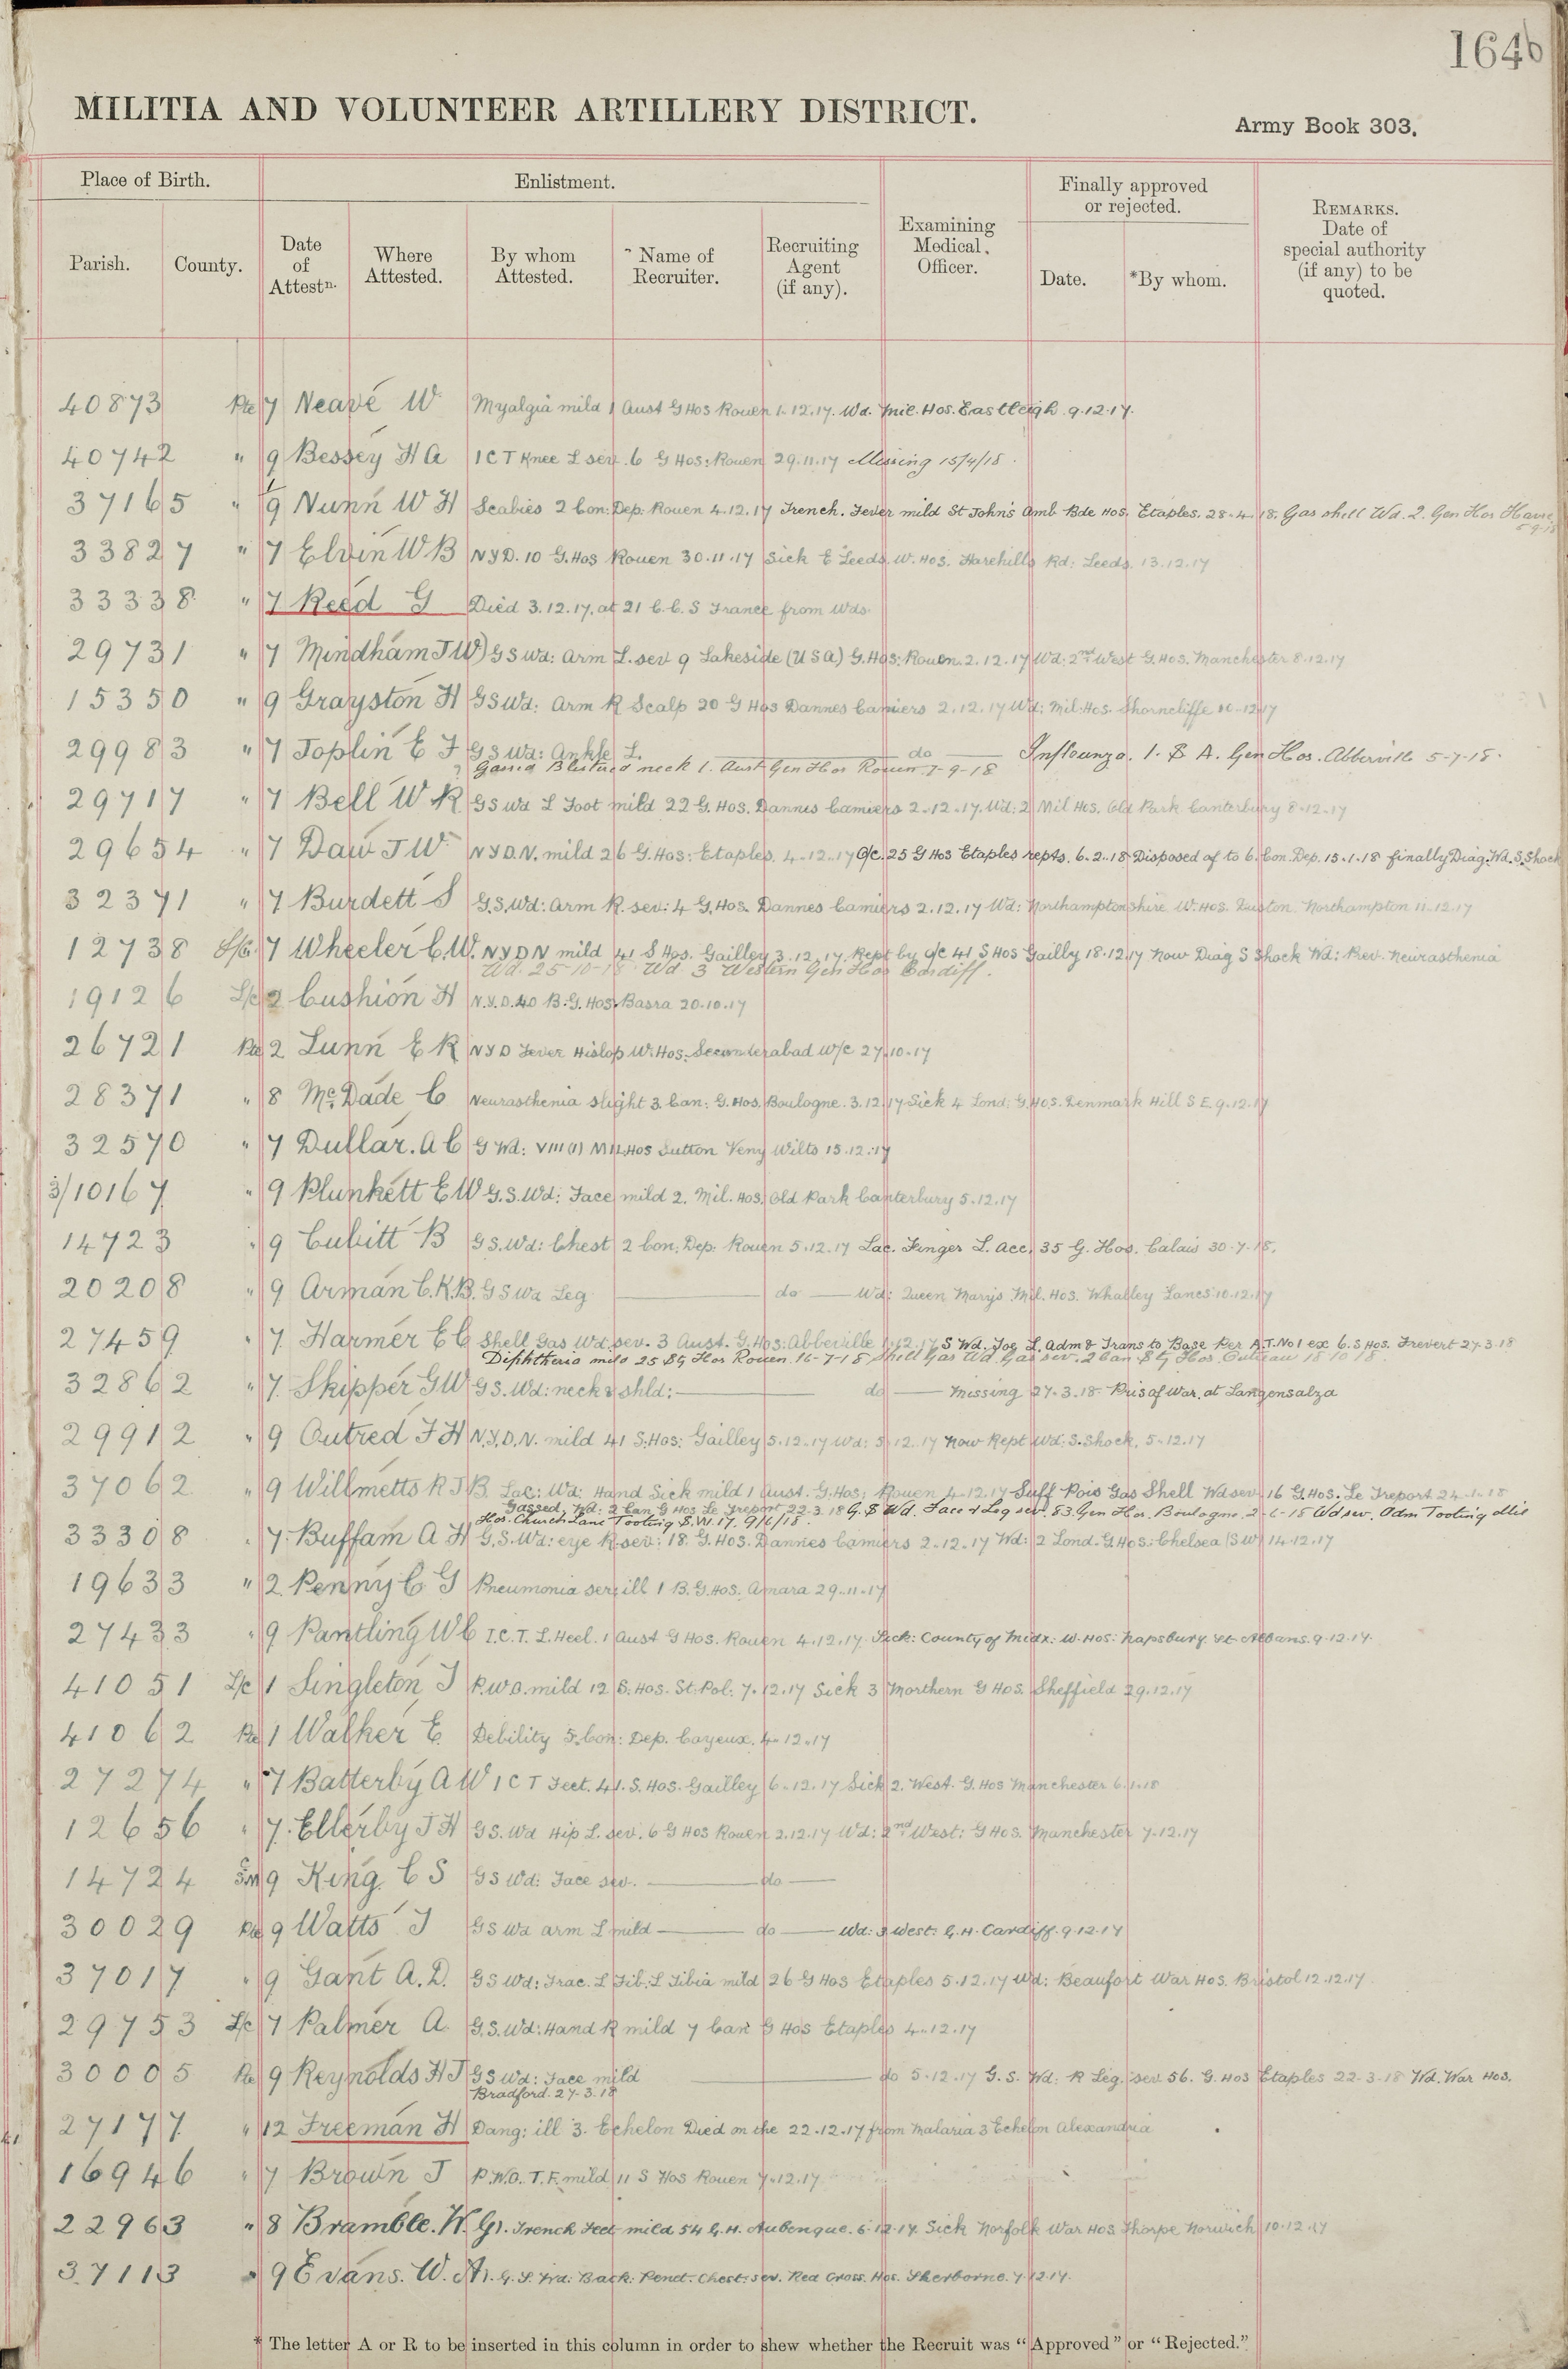 164b
MILITIA AND VOLUNTEER ARTILLERY DISTRICT.
Army Book 303.
Place of Birth.
Enlistment.
Finally approved or rejected.
Parish.
County.
Date of Attestn.
Where Attested.
By whom Attested.
Name of Recruiter.
Recruiting Agent (if any).
Examining Medical Officer.
Date.
*By whom.
REMARKS. Date of special authority (if any) to be quoted.
40873 Pte 7 Neave W Myalgia mild 1 Aust G Hos Rouen 1.12.17. Wd. Mil. Hos. Eastleigh 9.12.17.
40742 " 9 Bessey H A I C T Knee L sev. 6 G Hos: Rouen 29.11.17 Missing 15/4/18.
37165 " 9 Nunn W H Scabies 2 Con: Dep. Rouen 4.12.17 Trench. Fever mild St John's Amb Bde Hos. Etaples. 28.4.18. Gas shell Wd. 2. Gen Hos Havre
33827 " 7 Elvin W B N Y D. 10 G. Hos Rouen 30.11.17 Sick E Leeds. W. Hos. Harehills Rd: Leeds. 13.12.17
33338 " 7 Reed G Died 3.12.17. at 21 C.C.S France from Wds.
29731 " 7 Mindham J W) G S Wd: Arm L. sev 9 Lakeside (U S A) G. Hos: Rouen. 2.12.17 Wd: 2nd West G. Hos. Manchester 8.12.17
15350 " 9 Grayston H G S Wd: Arm R Scalp 20 G Hos Dannes Camiers 2.12.17 Wd: Mil. Hos. Shorncliffe 10-12-17
29983 " 7 Joplin E F G S Wd: Ankle L. do Influenza. 1. S A. Gen Hos. Abbeville 5-7-18.
Gassed Blistered neck 1. Aust Gen Hos Rouen 7-9-18
29717 " 7 Bell W R G S Wd L Foot mild 22 G. Hos. Dannes Camiers 2.12.17. Wd: 2 Mil Hos. Old Park Canterbury 8.12.17
29654 " 7 Daw J W N Y D. N. mild 26 G. Hos: Etaples. 4.12.17 O/c. 25 G Hos Etaples repts. 6.2.18 Disposed of to 6. Con. Dep. 15.1.18 finally Diag. Wd. S. Shock
32371 " 7 Burdett S G.S. Wd: Arm R. sev: 4 G. Hos. Dannes Camiers 2.12.17 Wd: Northamptonshire W. Hos. Duston. Northampton 11.12.17
12738 7 Wheeler C. W. N Y D N mild 41 S Hos. Gailley 3.12.17. Rept by O/c 41 S Hos Gailly 18.12.17 now Diag S Shock Wd: Prev. Neurasthenia
Wd. 25-10-18 Wd 3 Western Gen Hos Cardiff.
19126 L/c 2 Cushion H N.Y.D. 40 B. G. Hos. Basra 20.10.17
26721 Pte 2 Lunn E R N Y D Fever Hislop W. Hos. Secunderabad W/e 27.10.17
28371 " 8 McDade C Neurasthenia slight 3. Can: G. Hos. Boulogne. 3.12.17. Sick 4 Lond: G. Hos. Denmark Hill S E. 9.12.17
32570 " 7 Dullar. A C G Wd: VIII (1) Mil Hos Sutton Veny Wilts 15.12.17
3/10167 " 9 Plunkett E W G.S. Wd: Face mild 2. Mil. Hos. Old Park Canterbury 5.12.17
14723 " 9 Cubitt B G S. Wd: Chest 2 Con. Dep. Rouen 5.12.17 Lac. Finger L. Acc. 35 G. Hos. Calais 30.7.18.
20208 " 9 Arman C. K. B. G S Wd Leg do Wd: Queen Marys Mil. Hos. Whalley Lancs 10.12.17
27459 " 7 Harmer E C Shell Gas Wd sev. 3 Aust. G. Hos: Abbeville 1.12.17 S Wd. Toe L. Adm & Trans to Base Per A.T. No 1 ex 6. S Hos. Frevert 27.3.18
Diphtheria mild 25 BG Hos Rouen. 16-7-18 Shell Gas Wd. Gas sev. 2 Can S G Hos. 18 10 18
32862 " 7. Skipper G W G S. Wd: neck & shld: do Missing 27.3.18. Pris of War. at Langensalza
29912 " 9 Outred F H N.Y.D.N. mild 41 S. Hos: Gailley 5.12.17 Wd: 5.12.17 now Rept Wd: S. Shock. 5.12.17
37062 " 9 Willmetts R J B. Lac: Wd: Hand Sick mild 1 Aust. G. Hos: Rouen 4.12.17 Suff Pois Gas Shell Wd sev 16 G. Hos. Le Treport 24.1.18
Gassed. Wd: 2 Can G Hos Le Treport 22.3.18 G. S Wd. Face & Leg sev. 83 Gen Hos. Boulogne. 2-6-18 Wd sev. Adm Tooting Mil
Hos. Church Lane Tooting S.W. 17. 9/6/18.
33308 . 7. Buffam A H G. S. Wd: eye R. sev: 18. G. Hos. Dannes Camiers 2.12.17 Wd: 2 Lond. G Hos: Chelsea (S W) 14.12.17
19633 " 2. Penny C G Pneumonia ser: ill 1 B. G. Hos. Amara 29.11.17
27433 " 9 Pantling W C I.C.T. L. Heel. 1 Aust G Hos. Rouen 4.12.17. Sick: County of Midx: W. Hos: Napsbury St Albans. 9.12.17.
41051 L/c 1 Singleton J P.U.O. mild 12 S. Hos. St. Pol. 7.12.17 Sick 3 Northern G Hos. Sheffield 29.12.17
41062 Pte 1 Walker E. Debility 5. Con: Dep. Cayeux. 4.12.17
27274 " 7 Batterby A W I C T Feet. 41. S. Hos. Gailley 6.12.17 Sick 2. West. G. Hos Manchester 6.1.18
12656 " 7. Ellerby J H G S. Wd Hip L. sev. 6 G Hos Rouen 2.12.17 Wd: 2nd West: G Hos. Manchester 7.12.17
14724 9 King. C S G S Wd: Face sev. do
30029 Pte 9 Watts J G S Wd Arm L mild do Wd: 3 West: G. H. Cardiff. 9.12.17
37017 " 9 Gant A. D. G S Wd: Frac. L Fib: L Tibia mild 26 G Hos Etaples 5.12.17 Wd: Beaufort War Hos. Bristol 12.12.17.
29753 L/c 7 Palmer A. G.S. Wd: Hand R mild 7 Can G Hos Etaples 4.12.17
30005 Pte 9 Reynolds H J G S Wd: Face mild do 5.12.17 G. S. Wd: R Leg. sev 56. G. Hos Etaples 22.3.18 Wd. War Hos.
Bradford. 27.3.18
27177. " 12 Freeman H Dang: ill 3. Echelon Died on the 22.12.17 from Malaria 3 Echelon Alexandria
16946 " 7 Brown J P.U.O. T. F. mild 11 S Hos Rouen 7.12.17.
22963 " 8 Bramble. W. G). Trench Feet mild 54 G. H. Aubengue. 6.12.17. Sick Norfolk War Hos Thorpe Norwich 10.12.17
37113 " 9 Evans. W. A). G. S. Wd: Back: Penet: Chest: sev. Red Cross. Hos. Sherborne. 7.12.17.
* The letter A or R to be inserted in this column in order to shew whether the Recruit was "Approved" or "Rejected."